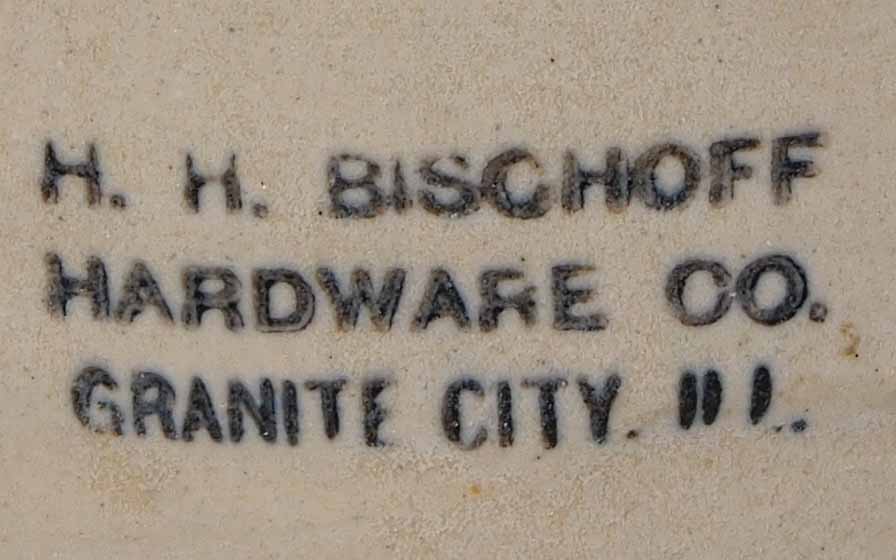 H. H. BISCHOFF
HARDWARE CO.
GRANITE CITY. ILL.